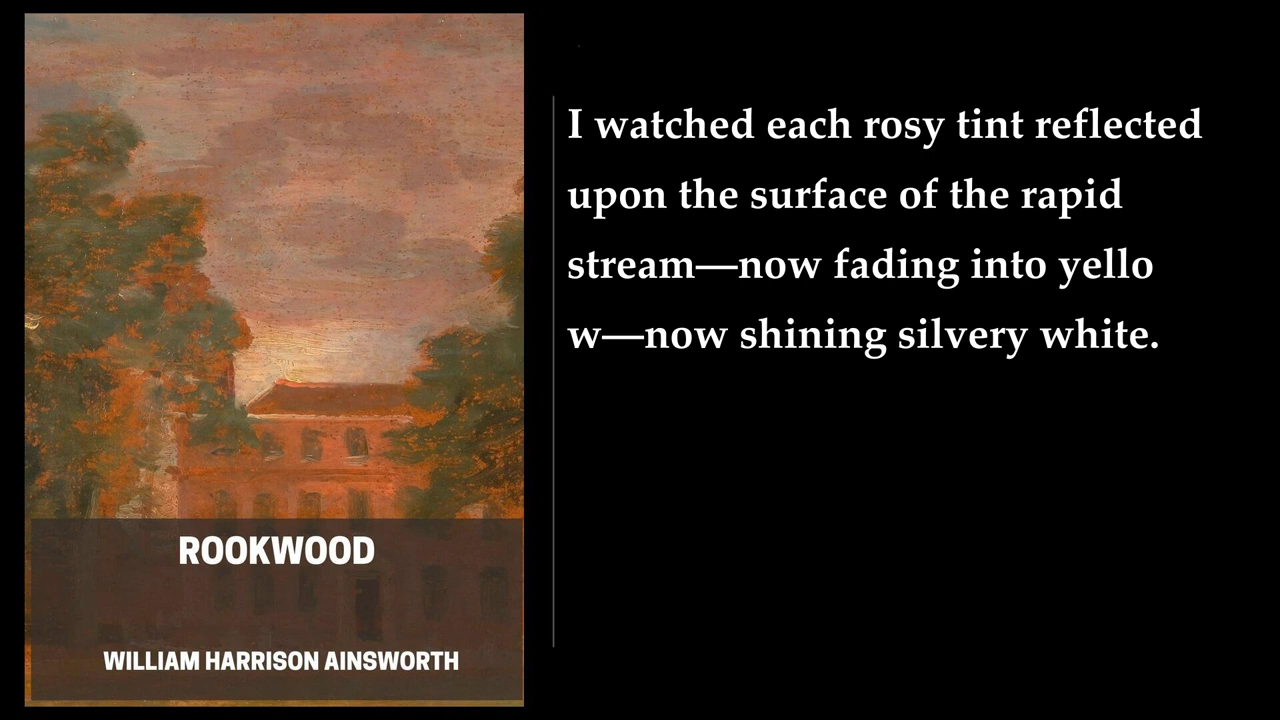 I watched each rosy tint reflected
upon the surface of the rapid
stream—now fading into yello
w—now shining silvery white.
ROOKWOOD
WILLIAM HARRISON AINSWORTH